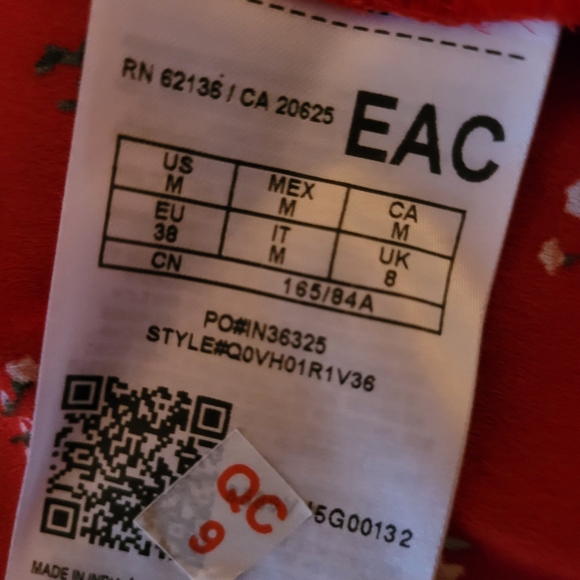 RN 62136 / CA 20625
EAC
US MEX CA
M M M
EU IT UK
38 M 8
CN 165/84A
PO#IN36325
STYLE#Q0VH01R1V36
QC
9
5G00132
MADE IN